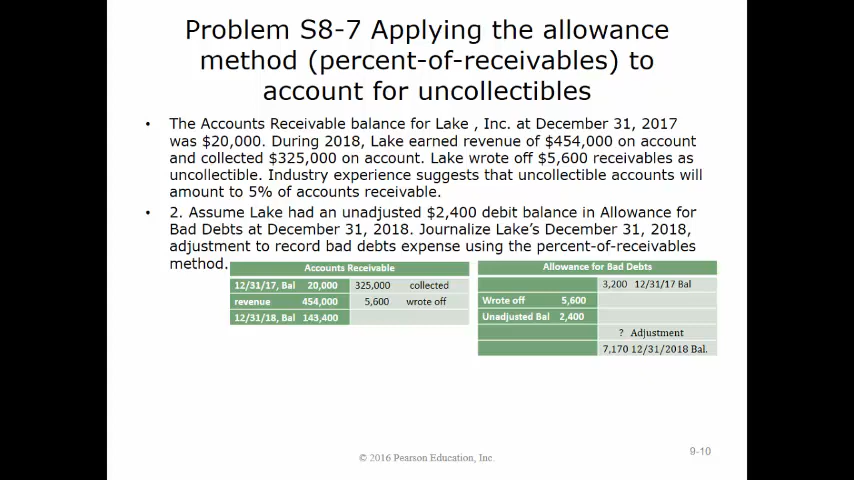 Problem S8-7 Applying the allowance
method (percent-of-receivables) to
account for uncollectibles
• The Accounts Receivable balance for Lake , Inc. at December 31, 2017
was $20,000. During 2018, Lake earned revenue of $454,000 on account
and collected $325,000 on account. Lake wrote off $5,600 receivables as
uncollectible. Industry experience suggests that uncollectible accounts will
amount to 5% of accounts receivable.
• 2. Assume Lake had an unadjusted $2,400 debit balance in Allowance for
Bad Debts at December 31, 2018. Journalize Lake's December 31, 2018,
adjustment to record bad debts expense using the percent-of-receivables
method.
Accounts Receivable
12/31/17, Bal 20,000 325,000 collected
revenue 454,000 5,600 wrote off
12/31/18, Bal 143,400
Allowance for Bad Debts
3,200 12/31/17 Bal
Wrote off 5,600
Unadjusted Bal 2,400
? Adjustment
7,170 12/31/2018 Bal.
© 2016 Pearson Education, Inc.
9-10